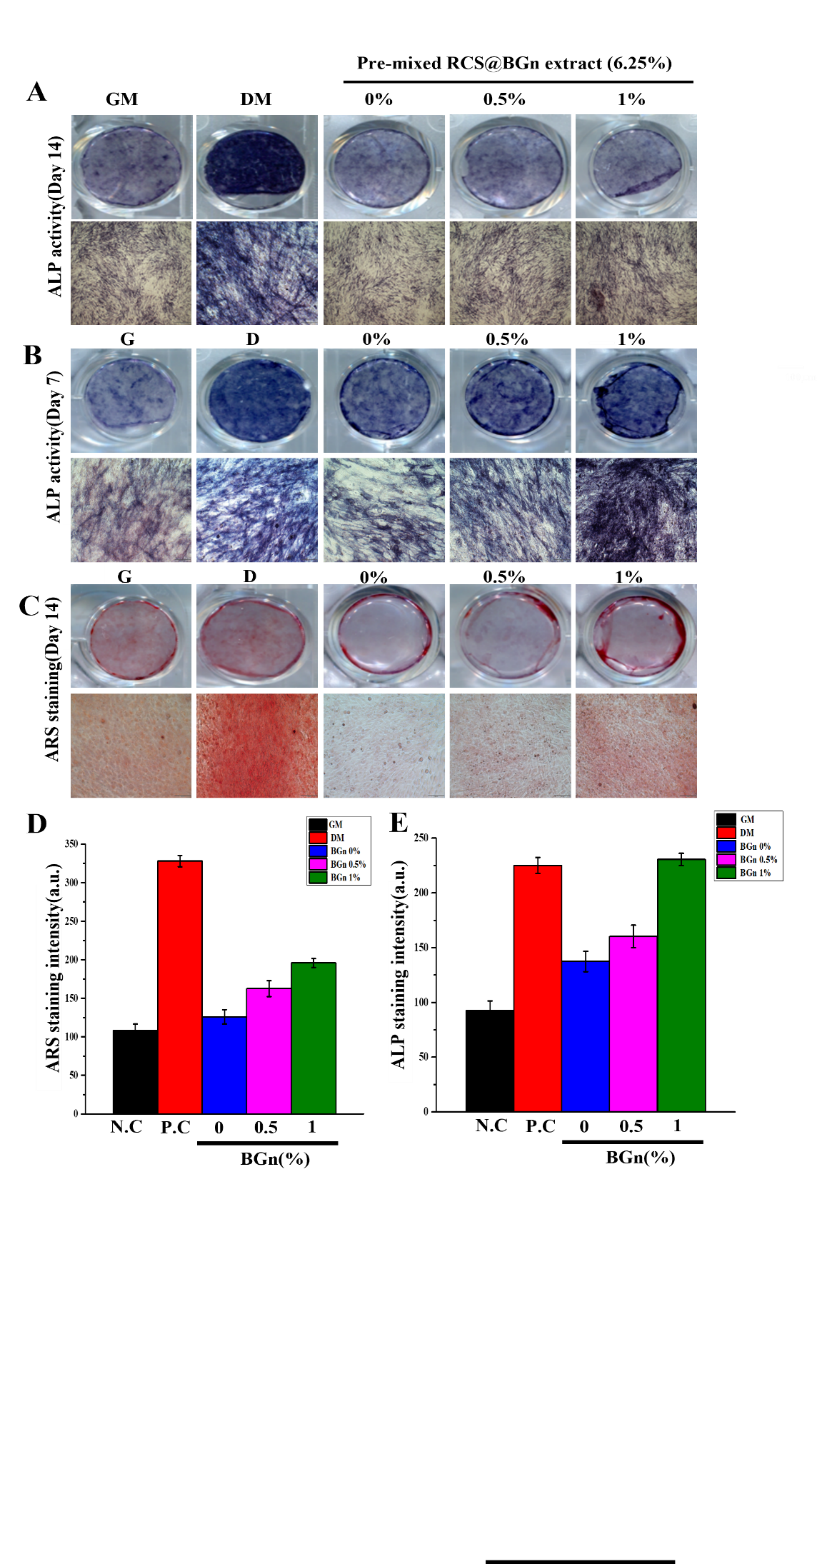 Pre-mixed RCS@BGn extract (6.25%)
A
GM DM 0% 0.5% 1%
ALP activity(Day 14)
B
G D 0% 0.5% 1%
ALP activity(Day 7)
G D 0% 0.5% 1%
C
ARS staining(Day 14)
D
GM
DM
BGn 0%
BGn 0.5%
BGn 1%
ARS staining intensity(a.u.)
350
300
250
200
150
100
50
0
N.C P.C 0 0.5 1
BGn(%)
E
GM
DM
BGn 0%
BGn 0.5%
BGn 1%
ALP staining intensity(a.u.)
250
200
150
100
50
0
N.C P.C 0 0.5 1
BGn(%)